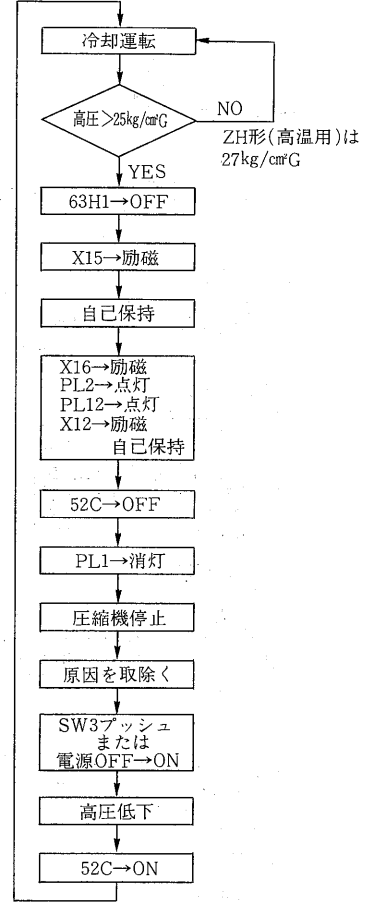 冷却運転
高圧>25kg/c㎡G
NO
ZH形(高温用)は
27kg/c㎡G
YES
63H1→OFF
X15→励磁
自己保持
X16→励磁
PL2→点灯
PL12→点灯
X12→励磁
自己保持
52C→OFF
PL1→消灯
圧縮機停止
原因を取除く
SW3プッシュ
または
電源OFF→ON
高圧低下
52C→ON